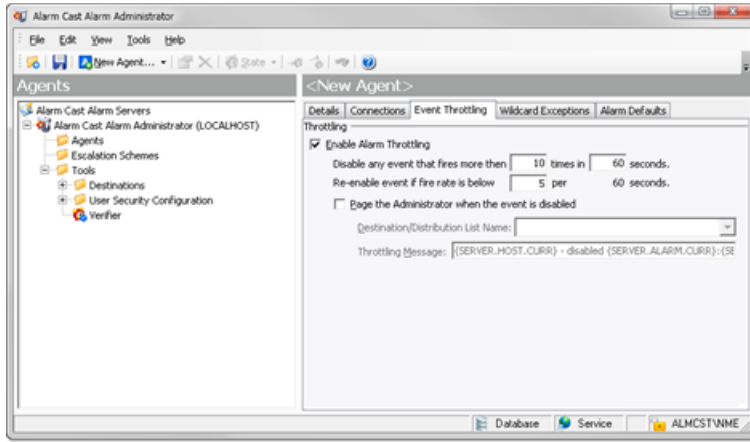 Alarm Cast Alarm Administrator
File Edit View Tools Help
New Agent... State
Agents
Alarm Cast Alarm Servers
Alarm Cast Alarm Administrator (LOCALHOST)
Agents
Escalation Schemes
Tools
Destinations
User Security Configuration
Verifier
<New Agent>
Details Connections Event Throttling Wildcard Exceptions Alarm Defaults
Throttling
Enable Alarm Throttling
Disable any event that fires more then 10 times in 60 seconds.
Re-enable event if fire rate is below 5 per 60 seconds.
Page the Administrator when the event is disabled
Destination/Distribution List Name:
Throttling Message: {SERVER.HOST.CURR} - disabled {SERVER.ALARM.CURR}:{SE
Database Service ALMCST\NME